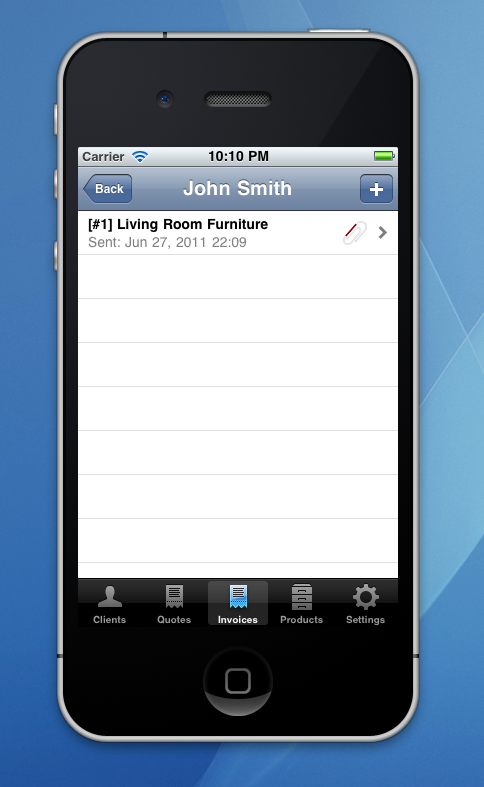 Carrier 10:10 PM
Back John Smith +
[#1] Living Room Furniture
Sent: Jun 27, 2011 22:09
Clients Quotes Invoices Products Settings